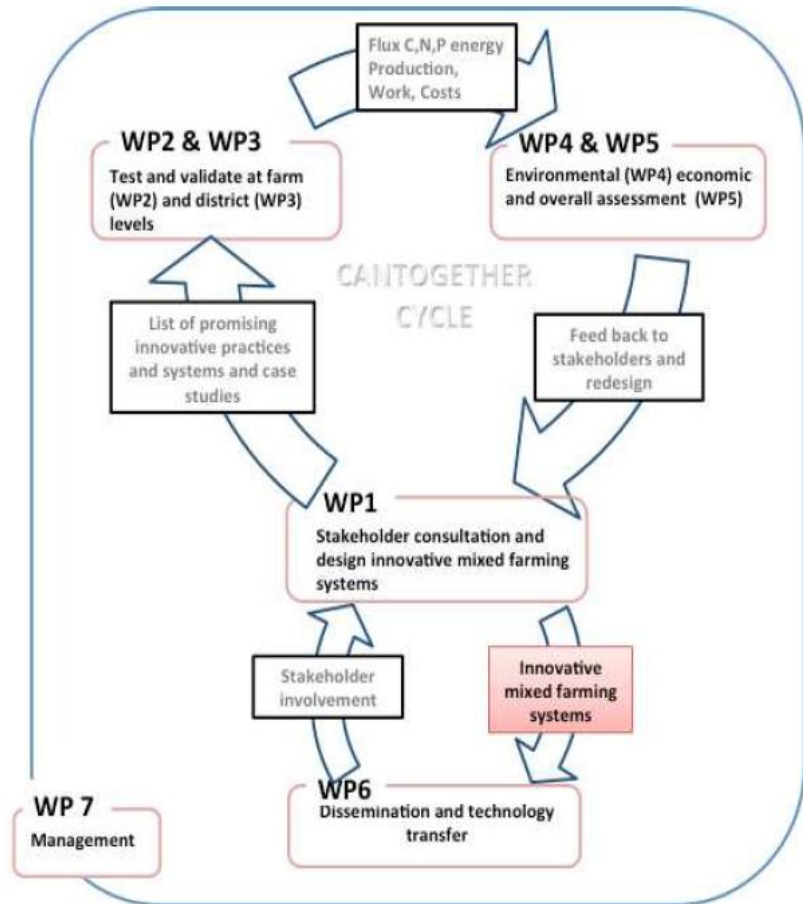 Flux C,N,P energy
Production,
Work, Costs
WP2 & WP3
Test and validate at farm
(WP2) and district (WP3)
levels
WP4 & WP5
Environmental (WP4) economic
and overall assessment (WP5)
CANTOGETHER
CYCLE
List of promising
innovative practices
and systems and case
studies
Feed back to
stakeholders and
redesign
WP1
Stakeholder consultation and
design innovative mixed farming
systems
Stakeholder
involvement
Innovative
mixed farming
systems
WP6
Dissemination and technology
transfer
WP 7
Management